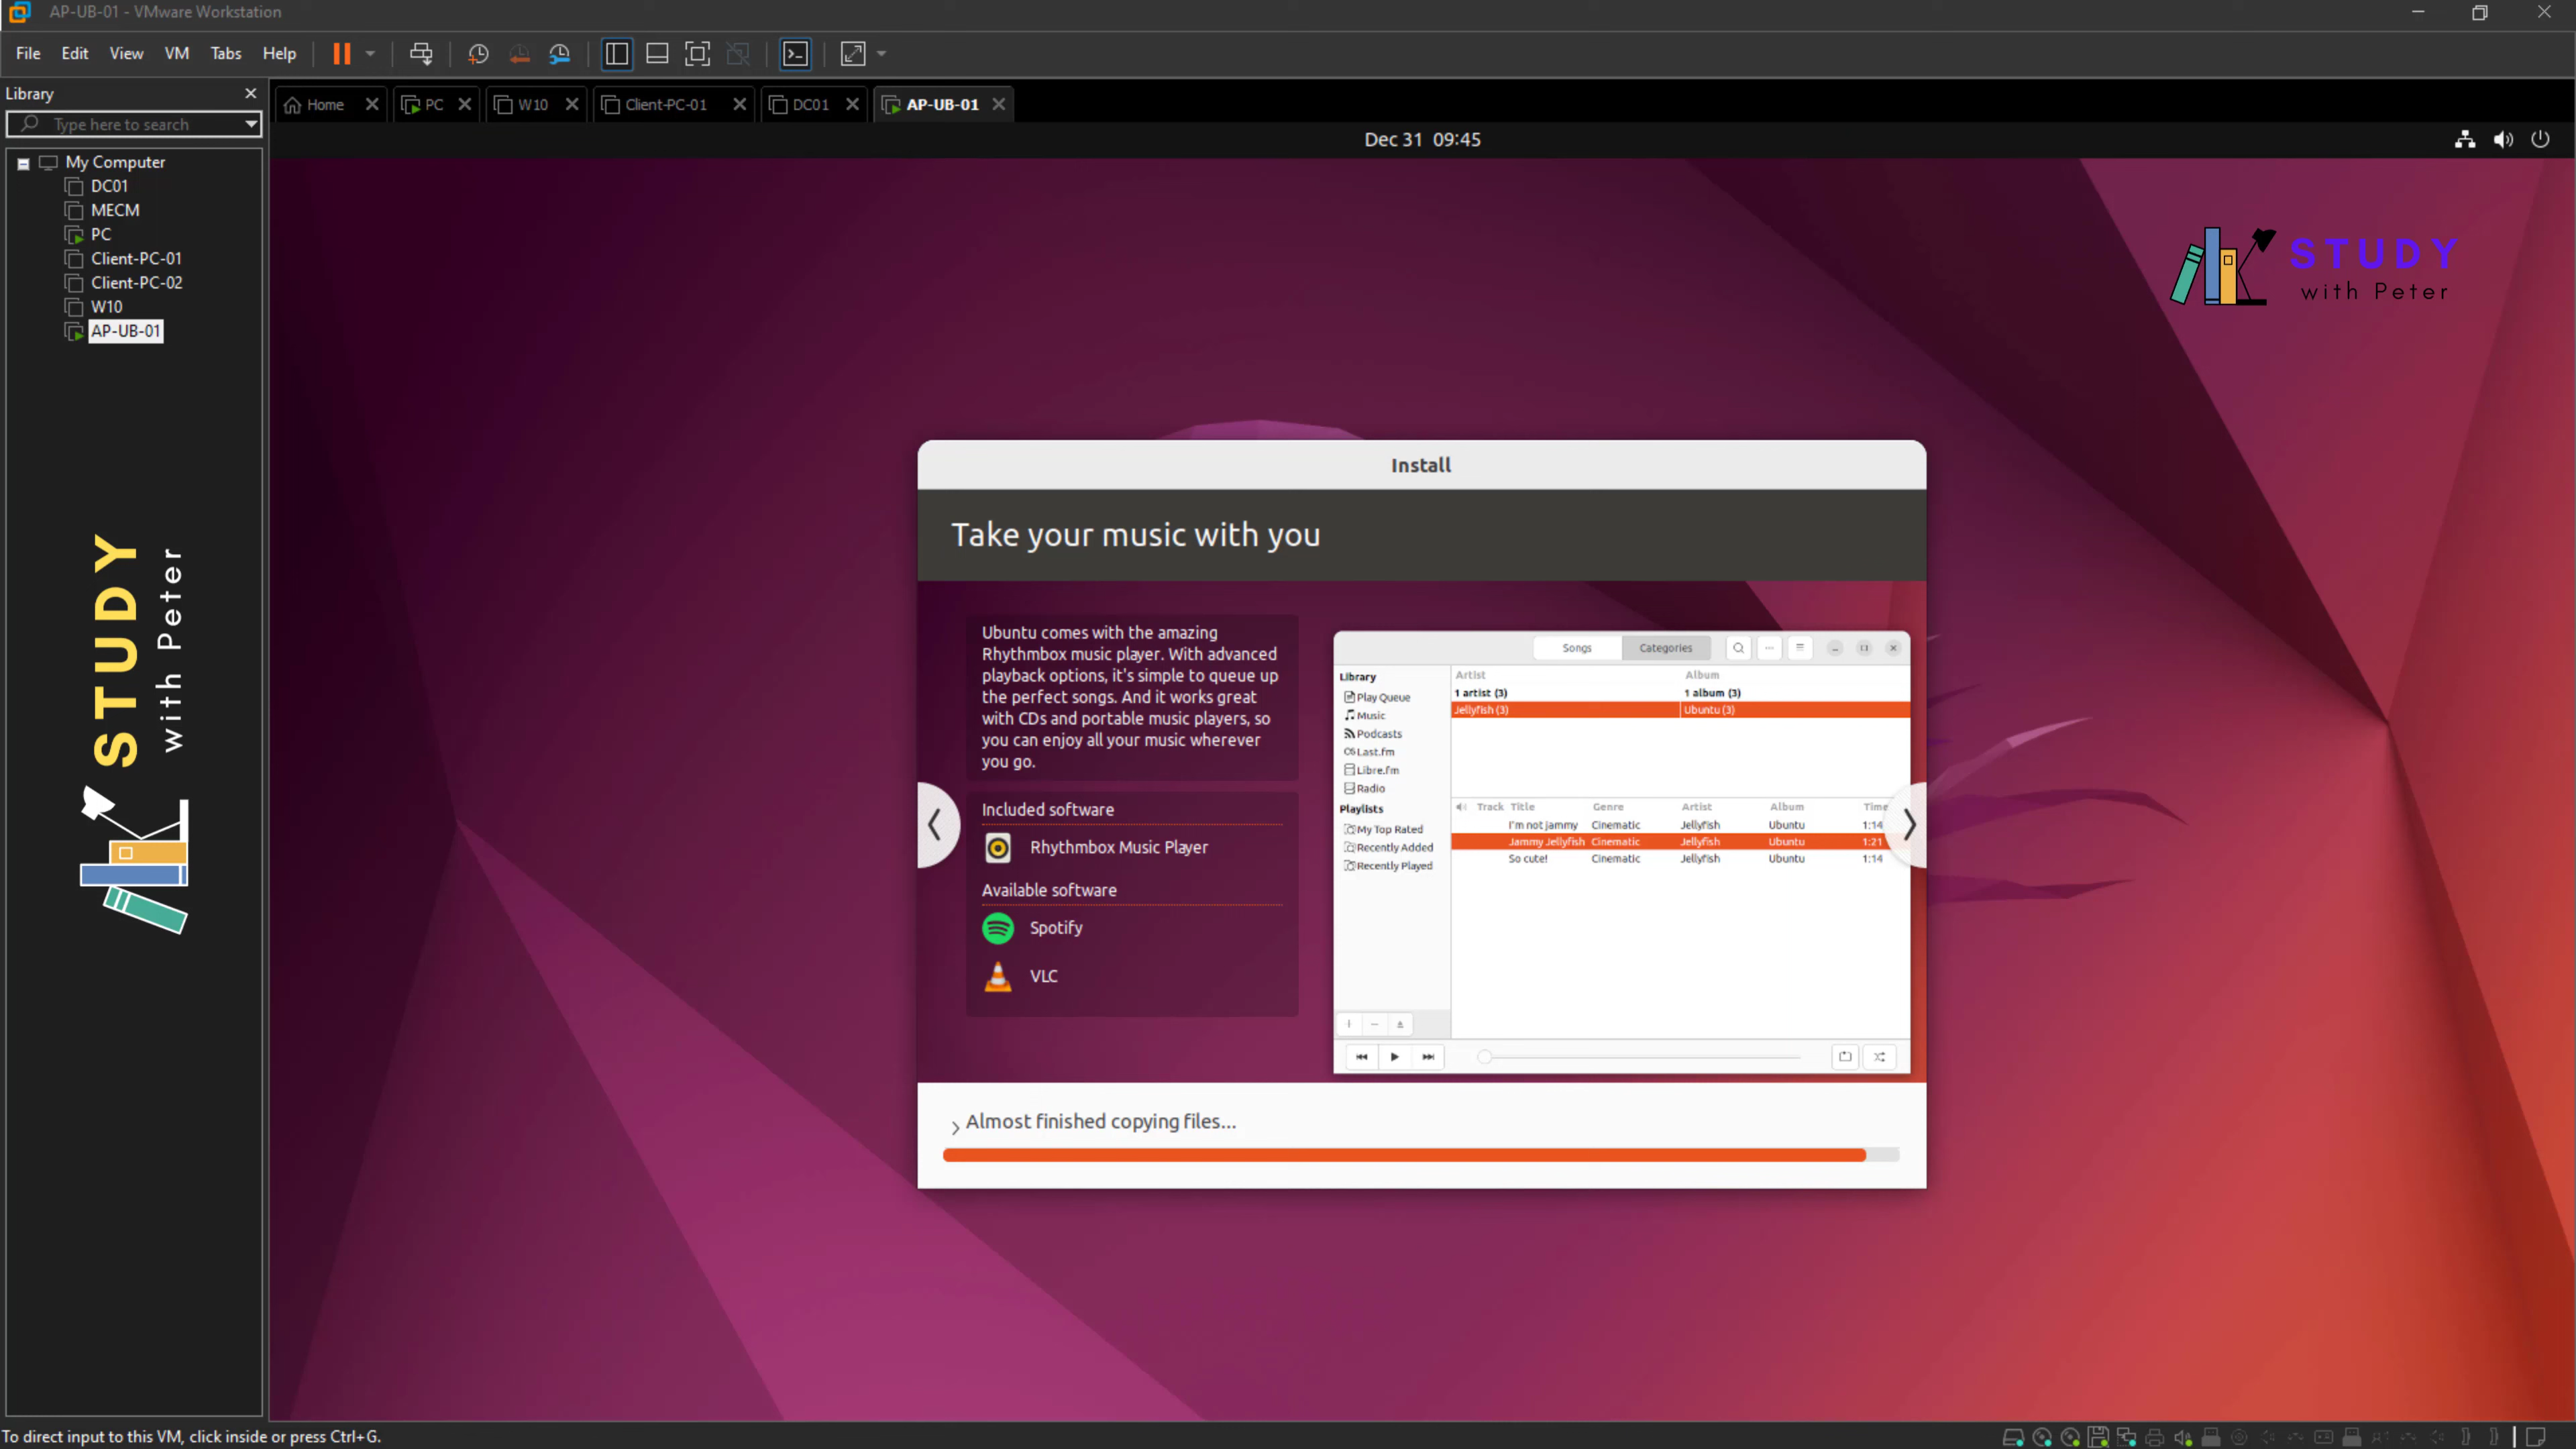 AP-UB-01 - VMware Workstation
File Edit View VM Tabs Help
Library
Type here to search
My Computer
DC01
MECM
PC
Client-PC-01
Client-PC-02
W10
AP-UB-01
STUDY
with Peter
Home PC W10 Client-PC-01 DC01 AP-UB-01
Dec 31 09:45
STUDY
with Peter
Install
Take your music with you
Ubuntu comes with the amazing
Rhythmbox music player. With advanced
playback options, it's simple to queue up
the perfect songs. And it works great
with CDs and portable music players, so
you can enjoy all your music wherever
you go.
Included software
Rhythmbox Music Player
Available software
Spotify
VLC
Songs Categories
Library
Play Queue
Music
Podcasts
Last.fm
Libre.fm
Radio
Playlists
My Top Rated
Recently Added
Recently Played
Artist Album
1 artist (3) 1 album (3)
Jellyfish (3) Ubuntu (3)
Track Title Genre Artist Album Time
I'm not jammy Cinematic Jellyfish Ubuntu 1:14
Jammy Jellyfish Cinematic Jellyfish Ubuntu 1:21
So cute! Cinematic Jellyfish Ubuntu 1:14
Almost finished copying files...
To direct input to this VM, click inside or press Ctrl+G.